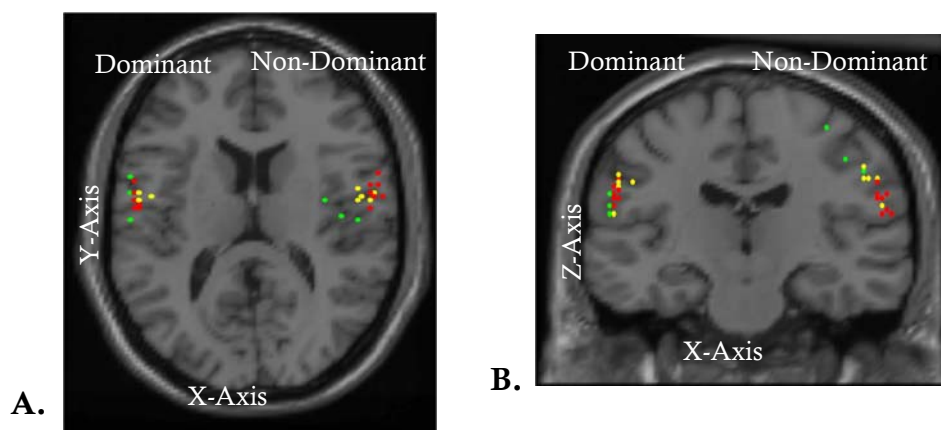 Dominant Non-Dominant
Y-Axis
X-Axis
A.
Dominant Non-Dominant
Z-Axis
X-Axis
B.